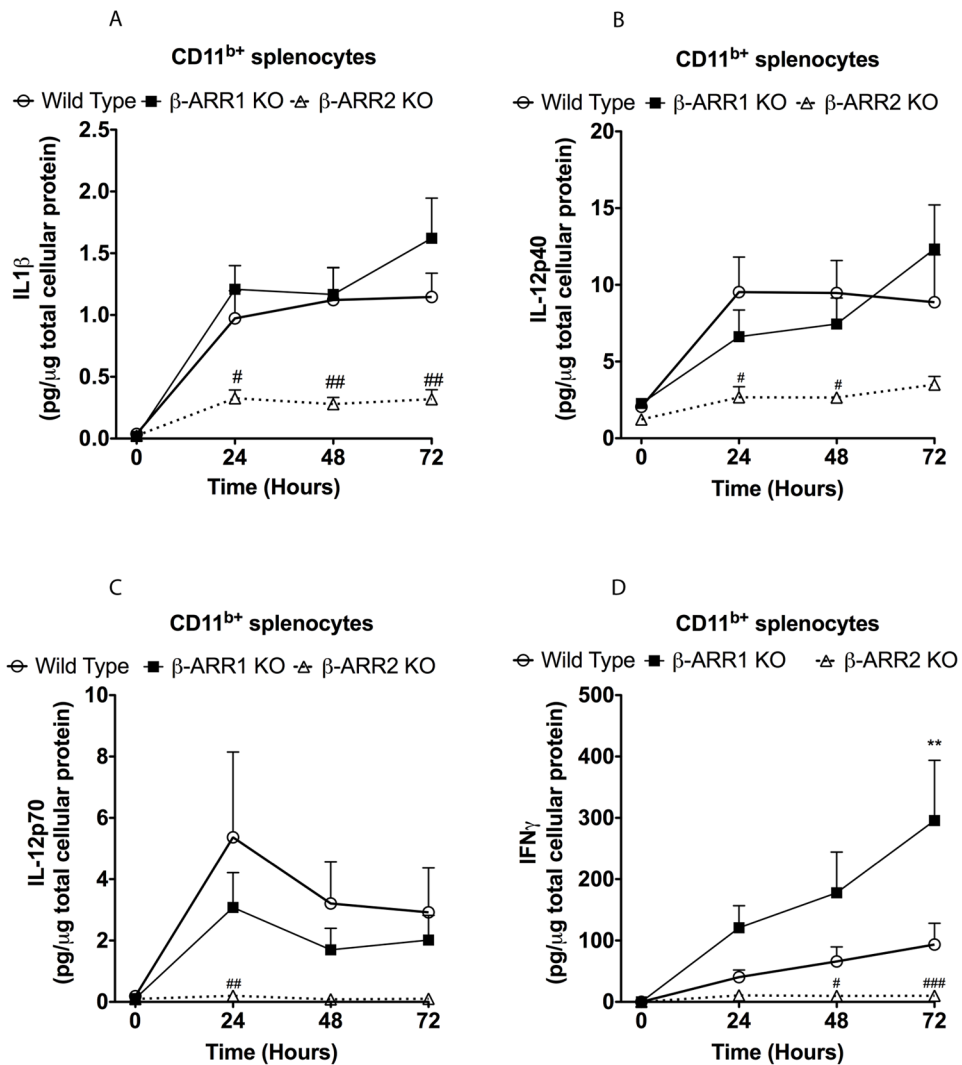 A
CD11b+ splenocytes
Wild Type β-ARR1 KO β-ARR2 KO
IL1β
(pg/μg total cellular protein)
2.5
2.0
1.5
1.0
0.5
0.0
# ## ##
0 24 48 72
Time (Hours)
B
CD11b+ splenocytes
Wild Type β-ARR1 KO β-ARR2 KO
IL-12p40
(pg/μg total cellular protein)
20
15
10
5
0
# #
0 24 48 72
Time (Hours)
C
CD11b+ splenocytes
Wild Type β-ARR1 KO β-ARR2 KO
IL-12p70
(pg/μg total cellular protein)
10
8
6
4
2
0
##
0 24 48 72
Time (Hours)
D
CD11b+ splenocytes
Wild Type β-ARR1 KO β-ARR2 KO
IFNγ
(pg/μg total cellular protein)
500
400
300
200
100
0
**
# ###
0 24 48 72
Time (Hours)